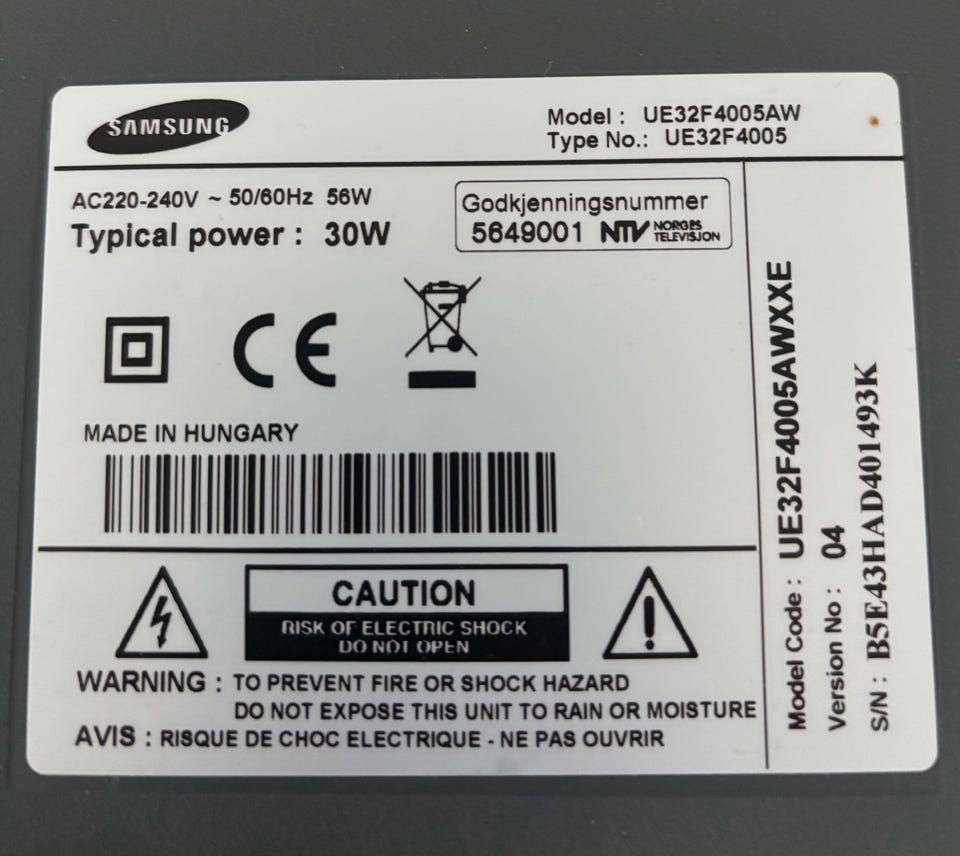 SAMSUNG
Model : UE32F4005AW
Type No.: UE32F4005
AC220-240V ~ 50/60Hz 56W
Typical power : 30W
Godkjenningsnummer
5649001 NTV NORGES TELEVISJON
CE
MADE IN HUNGARY
CAUTION
RISK OF ELECTRIC SHOCK
DO NOT OPEN
WARNING : TO PREVENT FIRE OR SHOCK HAZARD
DO NOT EXPOSE THIS UNIT TO RAIN OR MOISTURE
AVIS : RISQUE DE CHOC ELECTRIQUE - NE PAS OUVRIR
Model Code : UE32F4005AWXXE
Version No : 04
S/N : B5E43HAD401493K